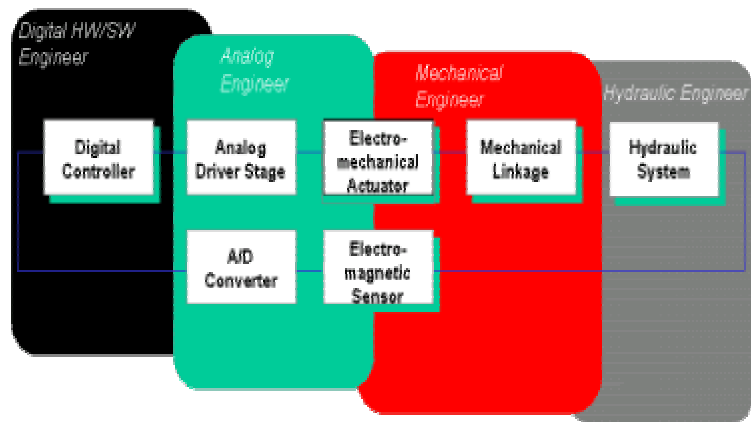 Digital HW/SW
Engineer
Analog
Engineer
Mechanical
Engineer
Hydraulic Engineer
Digital
Controller
Analog
Driver Stage
Electro-
mechanical
Actuator
Mechanical
Linkage
Hydraulic
System
A/D
Converter
Electro-
magnetic
Sensor